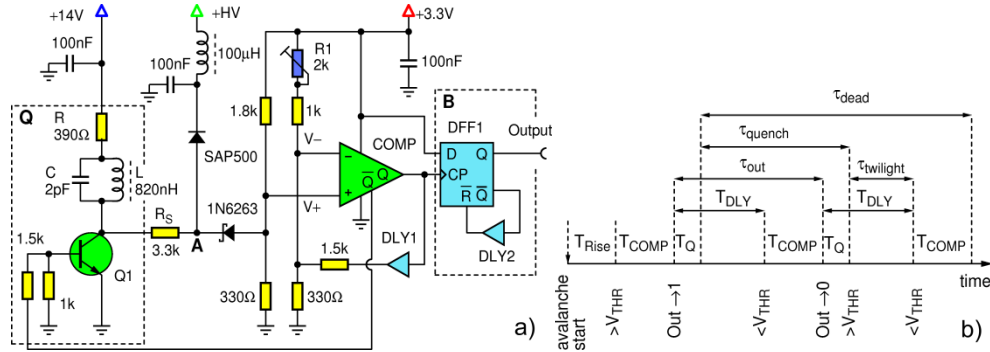 +14V
+HV
+3.3V
100nF
100nF
100µH
R1
2k
100nF
Q
R
390Ω
C
2pF
L
820nH
SAP500
1.8k
1k
V−
COMP
B
DFF1
Output
D Q
CP
R Q
Q Q
−
+
V+
RS
3.3k
A
1N6263
1.5k
1k
Q1
330Ω
330Ω
1.5k
DLY1
DLY2
a)
τdead
τquench
τout
τtwilight
TDLY
TDLY
TRise
TCOMP
TQ
TCOMP
TQ
TCOMP
time
avalanche
start
>VTHR
Out→1
<VTHR
Out→0
>VTHR
<VTHR
b)